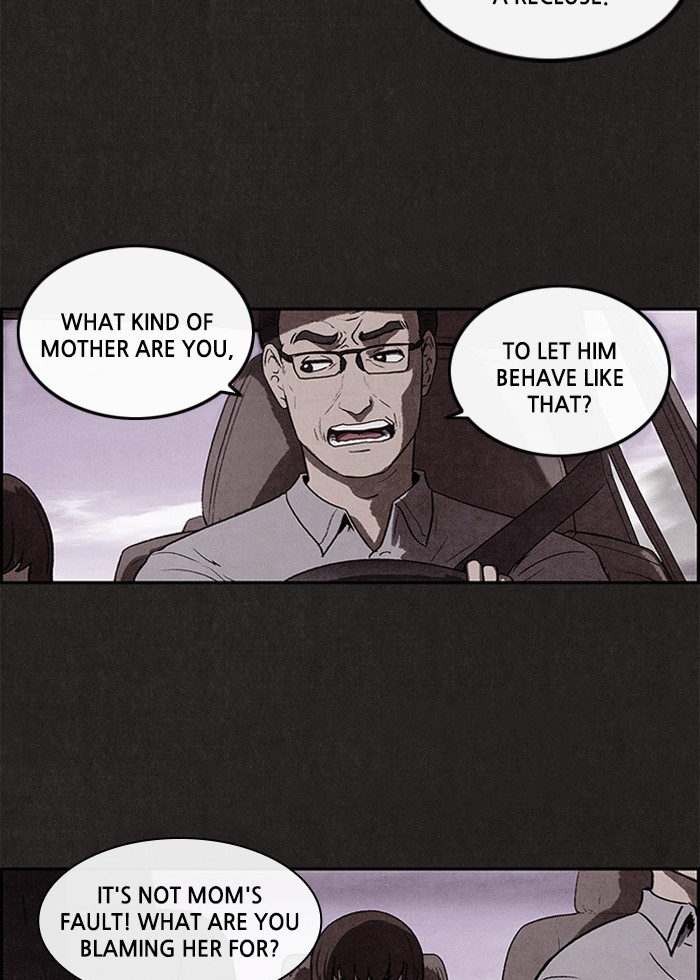 A RECLUSE.
WHAT KIND OF
MOTHER ARE YOU,
TO LET HIM
BEHAVE LIKE
THAT?
IT'S NOT MOM'S
FAULT! WHAT ARE YOU
BLAMING HER FOR?